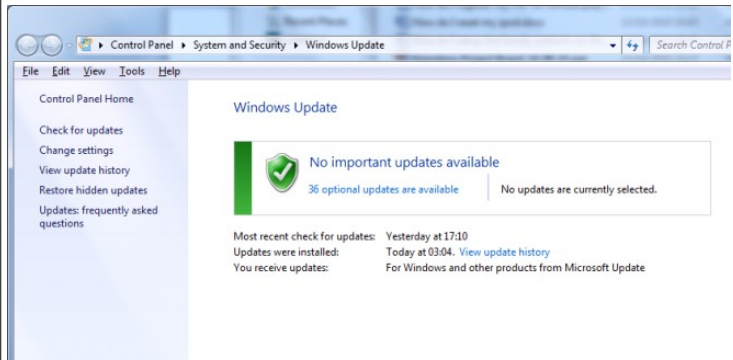 Control Panel ▸ System and Security ▸ Windows Update
Search Control P
File Edit View Tools Help
Control Panel Home
Check for updates
Change settings
View update history
Restore hidden updates
Updates: frequently asked
questions
Windows Update
No important updates available
36 optional updates are available
No updates are currently selected.
Most recent check for updates: Yesterday at 17:10
Updates were installed: Today at 03:04. View update history
You receive updates: For Windows and other products from Microsoft Update